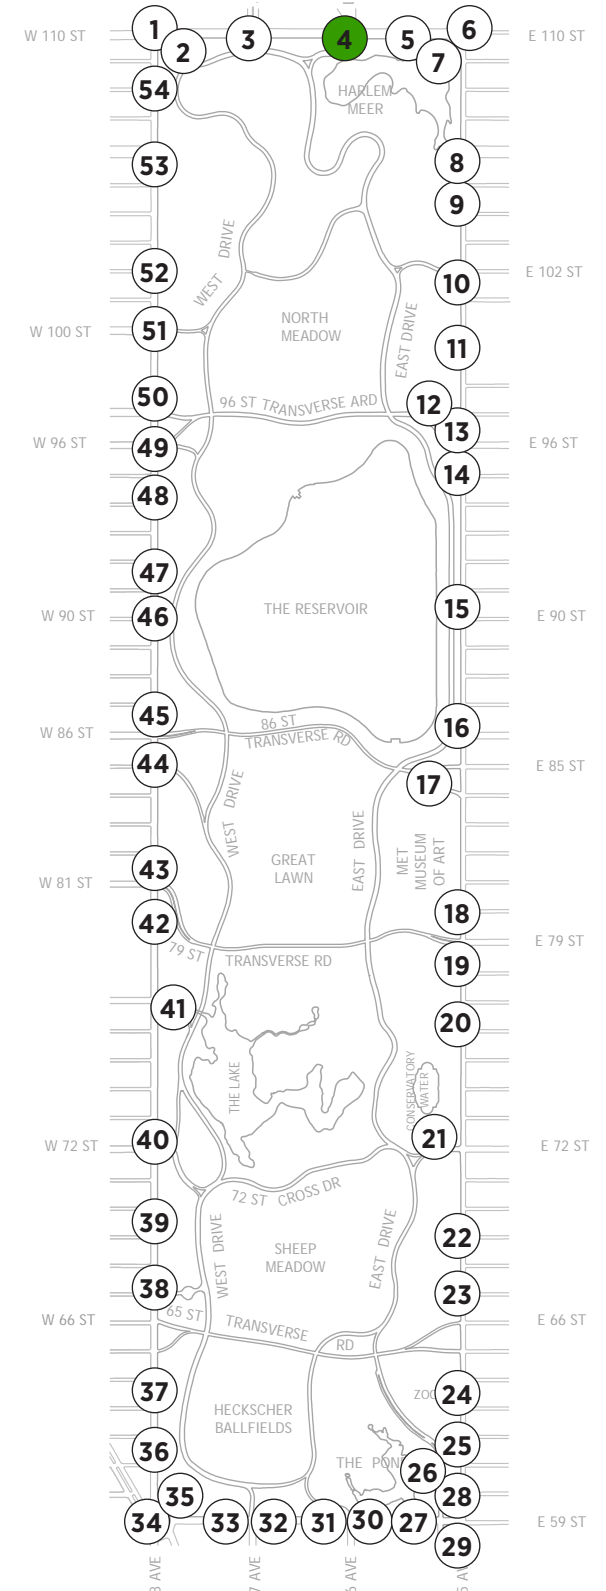 1
2
3
4
5
6
7
W 110 ST
E 110 ST
54
HARLEM
MEER
53
8
9
WEST DRIVE
52
10
E 102 ST
W 100 ST
51
NORTH
MEADOW
EAST DRIVE
11
50
96 ST TRANSVERSE ARD
12
13
W 96 ST
49
E 96 ST
14
48
47
W 90 ST
46
THE RESERVOIR
15
E 90 ST
45
W 86 ST
86 ST
TRANSVERSE RD
16
44
17
E 85 ST
WEST DRIVE
EAST DRIVE
MET
MUSEUM
OF ART
GREAT
LAWN
43
W 81 ST
42
18
79 ST
TRANSVERSE RD
E 79 ST
19
41
20
THE LAKE
CONSERVATORY
WATER
40
W 72 ST
21
E 72 ST
72 ST CROSS DR
39
WEST DRIVE
SHEEP
MEADOW
EAST DRIVE
22
38
23
65 ST TRANSVERSE RD
W 66 ST
E 66 ST
37
ZOO
24
HECKSCHER
BALLFIELDS
36
25
THE POND
26
35
28
34
33
32
31
30
27
E 59 ST
29
8 AVE
7 AVE
6 AVE
5 AV